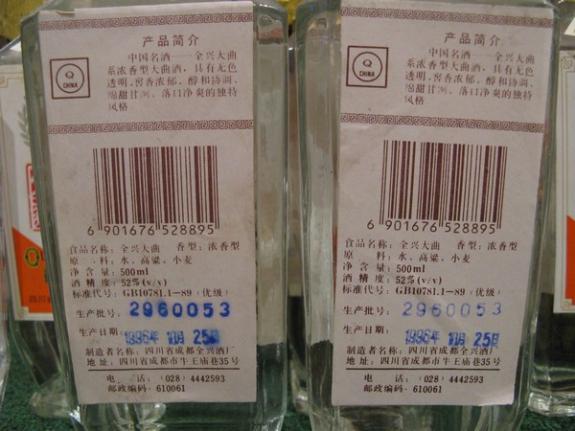 产品简介
中国名酒——全兴大曲
系浓香型大曲酒，具有无色
透明，窖香浓郁，醇和协调，
绵甜甘冽、落口净爽的独特
风格
Q
CHINA
6 901676 528895
食品名称：全兴大曲 香型：浓香型
原 料：水、高粱、小麦
净 含 量：500ml
酒 精 度：52%(v/v)
标准代号：GB10781.1-89（优级）
生产批号：2960053
生产日期：1996年 10月 25日
制造者名称：四川省成都全兴酒厂
地 址：四川省成都市牛王庙巷35号
电 话：（028）4442593
邮政编码：610061
产品简介
中国名酒——全兴大曲
系浓香型大曲酒，具有无色
透明，窖香浓郁、醇和协调、
绵甜甘冽、落口净爽的独特
风格
Q
CHINA
6 901676 528895
食品名称：全兴大曲 香型：浓香型
原 料：水、高粱、小麦
净 含 量：500ml
酒 精 度：52%(v/v)
标准代号：GB10781.1-89（优级）
生产批号：2960053
生产日期：1996年 10月 25日
制造者名称：四川省成都全兴酒厂
地 址：四川省成都市牛王庙巷35号
电 话：（028）4442593
邮政编码·610061